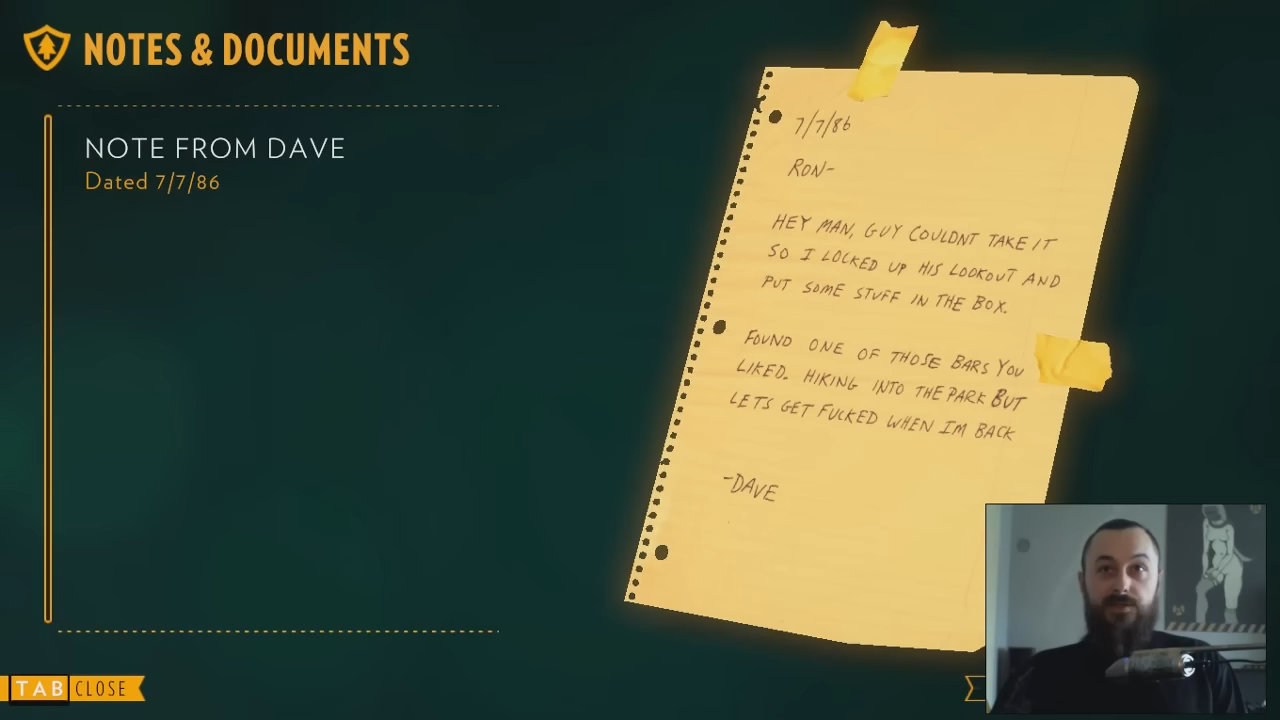 NOTES & DOCUMENTS
NOTE FROM DAVE
Dated 7/7/86
7/7/86
RON-
HEY MAN, GUY COULDNT TAKE IT
SO I LOCKED UP HIS LOOKOUT AND
PUT SOME STUFF IN THE BOX.
FOUND ONE OF THOSE BARS YOU
LIKED. HIKING INTO THE PARK BUT
LETS GET FUCKED WHEN IM BACK
-DAVE
TAB CLOSE